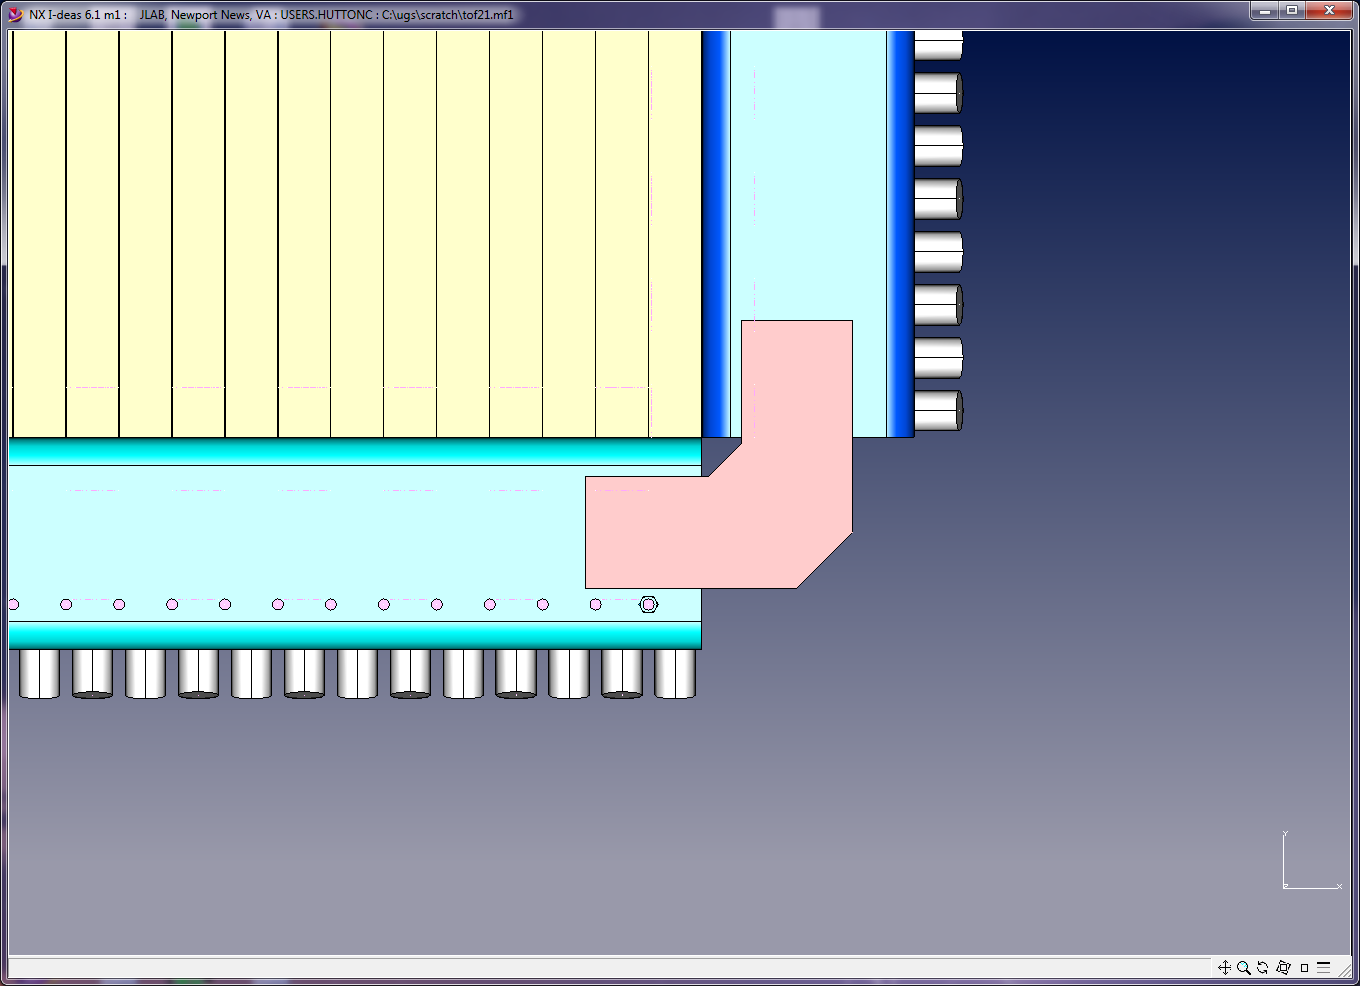 NX I-deas 6.1 m1 : JLAB, Newport News, VA : USERS.HUTTONC : C:\ugs\scratch\tof21.mf1
Y
Z X